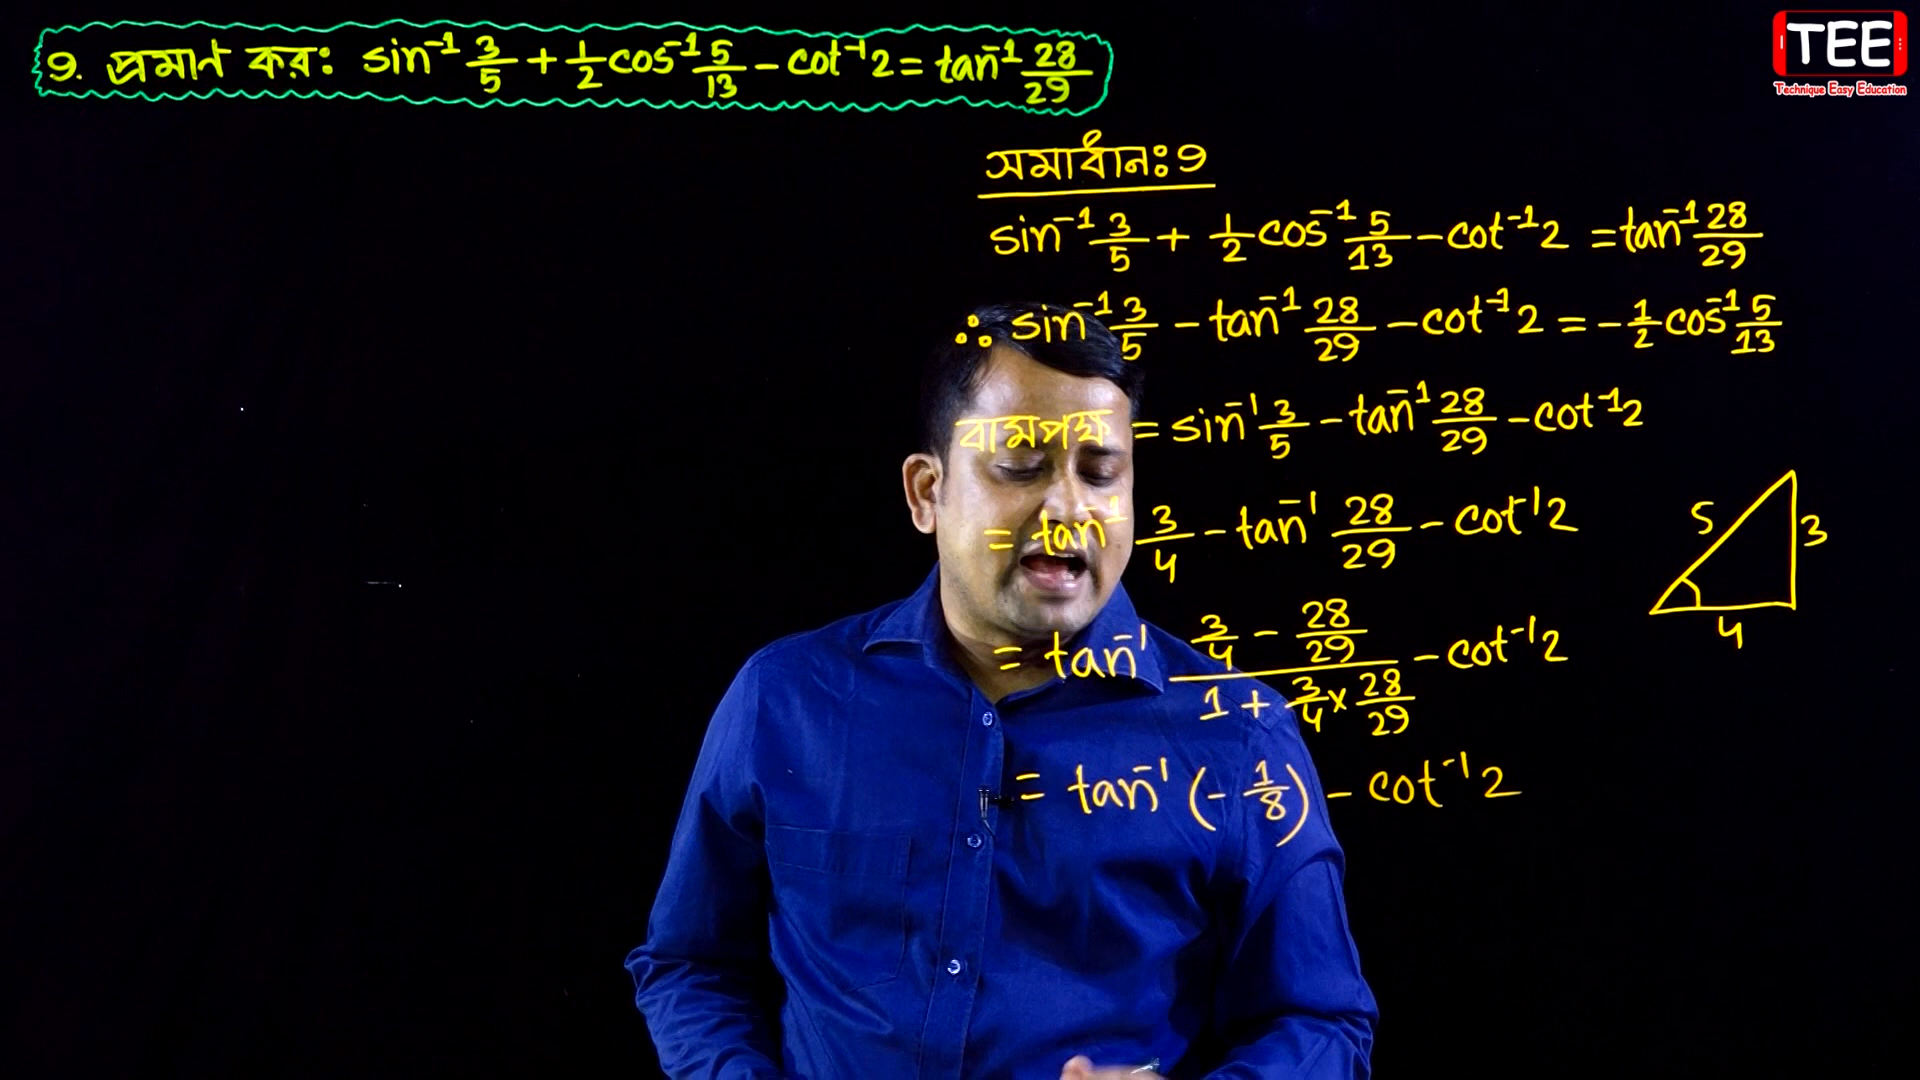 9. প্রমাণ কর: sin⁻¹ 3/5 + 1/2 cos⁻¹ 5/13 - cot⁻¹ 2 = tan⁻¹ 28/29
TEE
Technique Easy Education
সমাধান: 9
sin⁻¹ 3/5 + 1/2 cos⁻¹ 5/13 - cot⁻¹ 2 = tan⁻¹ 28/29
∴ sin⁻¹ 3/5 - tan⁻¹ 28/29 - cot⁻¹ 2 = - 1/2 cos⁻¹ 5/13
বামপক্ষ = sin⁻¹ 3/5 - tan⁻¹ 28/29 - cot⁻¹ 2
= tan⁻¹ 3/4 - tan⁻¹ 28/29 - cot⁻¹ 2
5 3
4
= tan⁻¹ (3/4 - 28/29)/(1 + 3/4 × 28/29) - cot⁻¹ 2
= tan⁻¹ (- 1/8) - cot⁻¹ 2